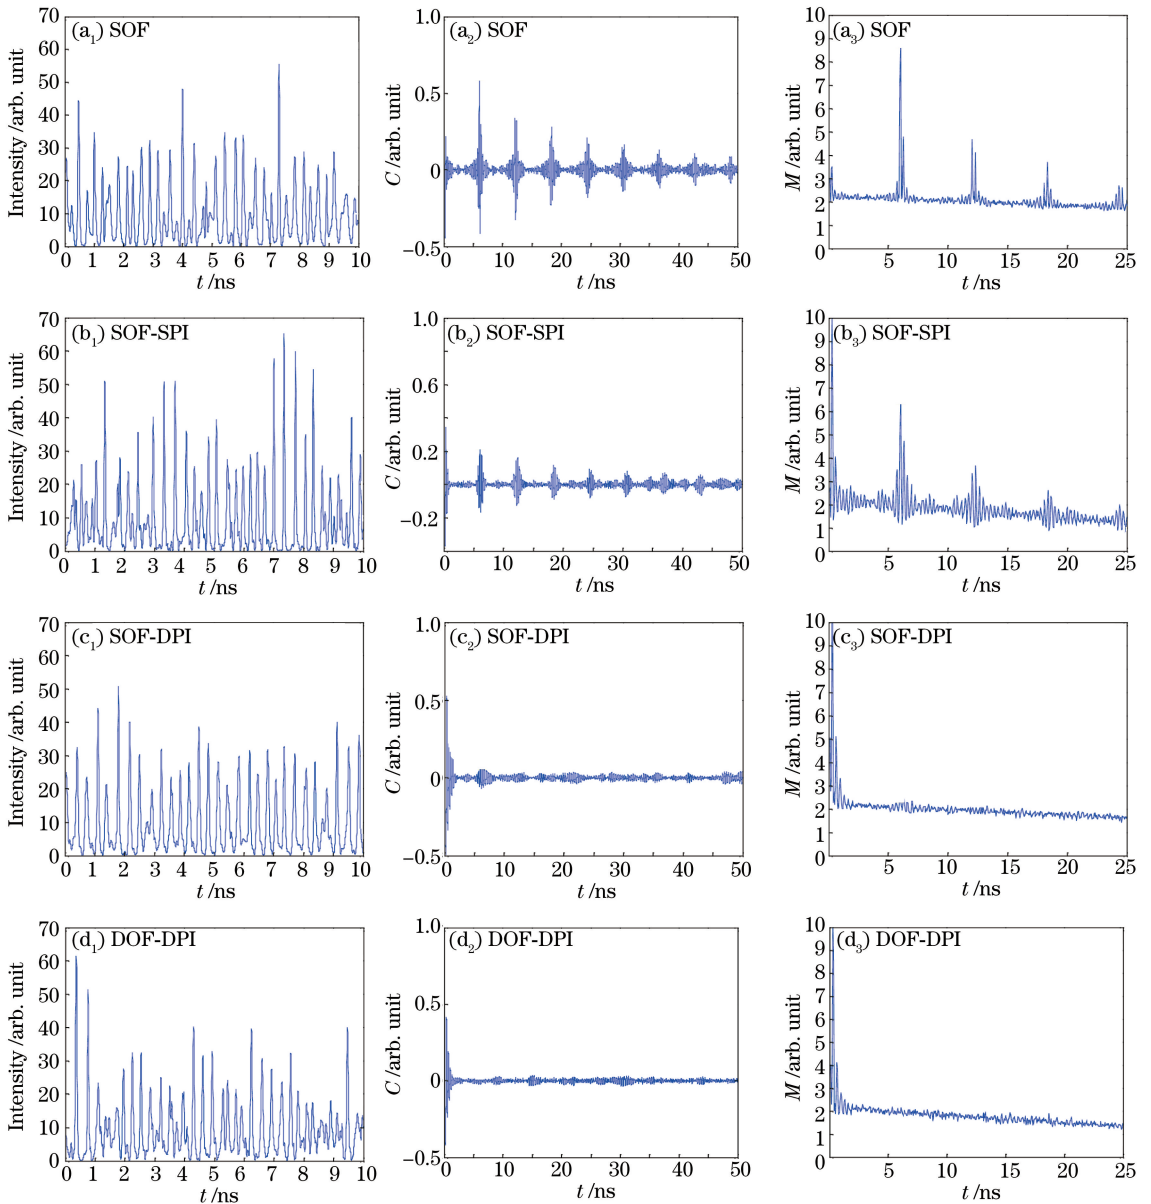 (a₁) SOF
Intensity /arb. unit
70
60
50
40
30
20
10
0
0 1 2 3 4 5 6 7 8 9 10
t /ns
(a₂) SOF
C /arb. unit
1.0
0.5
0
−0.5
0 10 20 30 40 50
t /ns
(a₃) SOF
M /arb. unit
10
9
8
7
6
5
4
3
2
1
0
5 10 15 20 25
t /ns
(b₁) SOF-SPI
Intensity /arb. unit
70
60
50
40
30
20
10
0
0 1 2 3 4 5 6 7 8 9 10
t /ns
(b₂) SOF-SPI
C /arb. unit
1.0
0.6
0.2
−0.2
0 10 20 30 40 50
t /ns
(b₃) SOF-SPI
M /arb. unit
10
9
8
7
6
5
4
3
2
1
0
5 10 15 20 25
t /ns
(c₁) SOF-DPI
Intensity /arb. unit
70
60
50
40
30
20
10
0
0 1 2 3 4 5 6 7 8 9 10
t /ns
(c₂) SOF-DPI
C /arb. unit
1.0
0.5
0
−0.5
0 10 20 30 40 50
t /ns
(c₃) SOF-DPI
M /arb. unit
10
9
8
7
6
5
4
3
2
1
0
5 10 15 20 25
t /ns
(d₁) DOF-DPI
Intensity /arb. unit
70
60
50
40
30
20
10
0
0 1 2 3 4 5 6 7 8 9 10
t /ns
(d₂) DOF-DPI
C /arb. unit
1.0
0.5
0
−0.5
0 10 20 30 40 50
t /ns
(d₃) DOF-DPI
M /arb. unit
10
9
8
7
6
5
4
3
2
1
0
5 10 15 20 25
t /ns